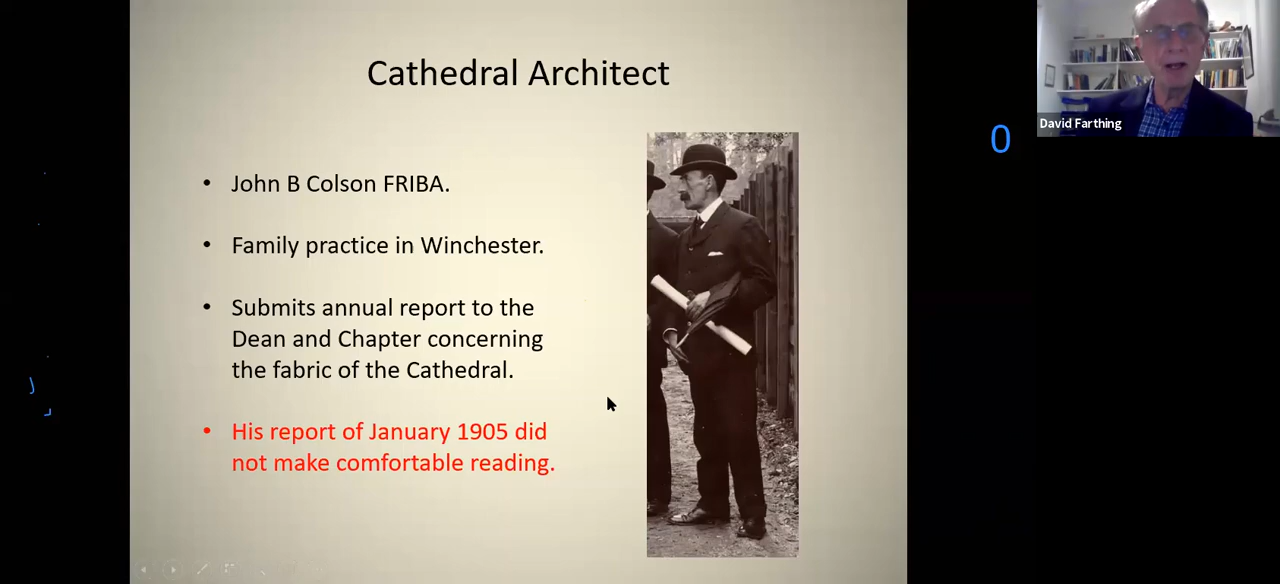 Cathedral Architect
• John B Colson FRIBA.
• Family practice in Winchester.
• Submits annual report to the
Dean and Chapter concerning
the fabric of the Cathedral.
• His report of January 1905 did
not make comfortable reading.
David Farthing
0